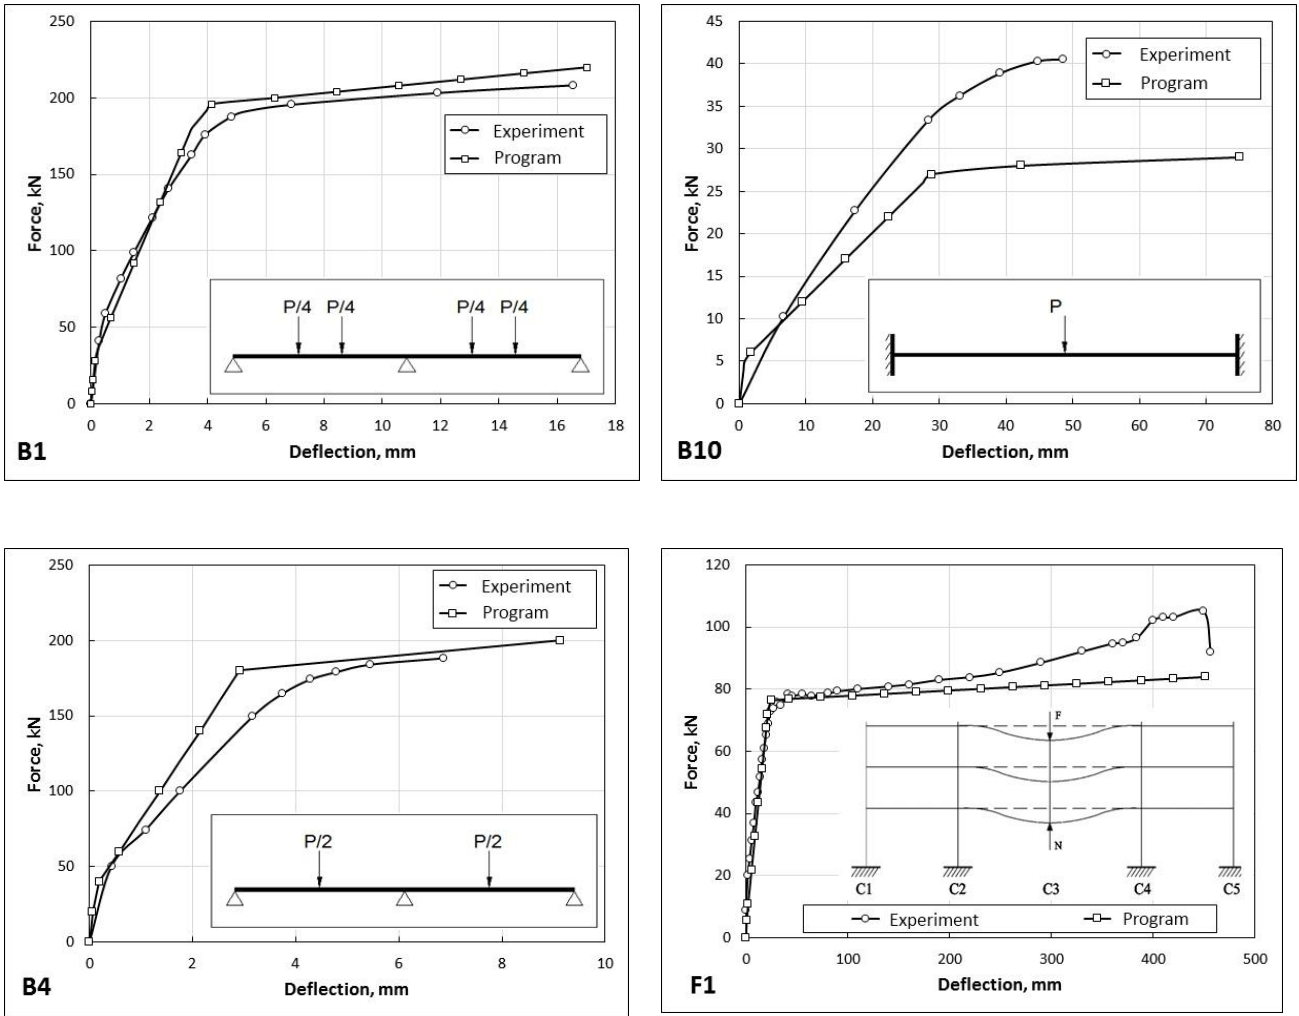 250
200
150
100
50
0
Force, kN
Experiment
Program
P/4 P/4 P/4 P/4
0 2 4 6 8 10 12 14 16 18
Deflection, mm
B1
45
40
35
30
25
20
15
10
5
0
Force, kN
Experiment
Program
P
0 10 20 30 40 50 60 70 80
Deflection, mm
B10
250
200
150
100
50
0
Force, kN
Experiment
Program
P/2 P/2
0 2 4 6 8 10
Deflection, mm
B4
120
100
80
60
40
20
0
Force, kN
F
N
C1 C2 C3 C4 C5
Experiment Program
0 100 200 300 400 500
Deflection, mm
F1